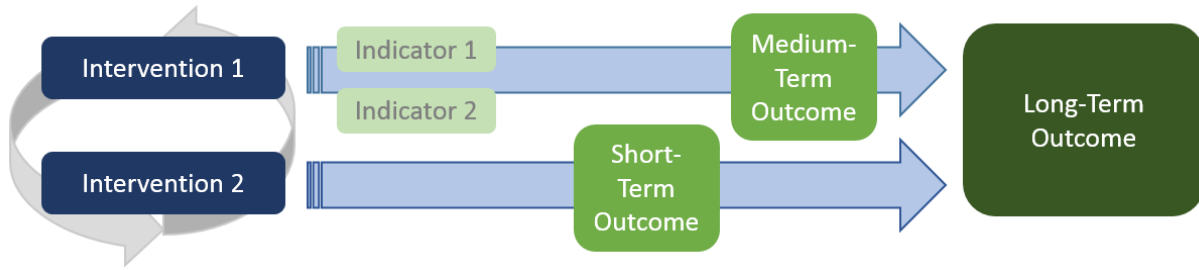 Intervention 1
Indicator 1
Indicator 2
Medium-
Term
Outcome
Long-Term
Outcome
Intervention 2
Short-
Term
Outcome